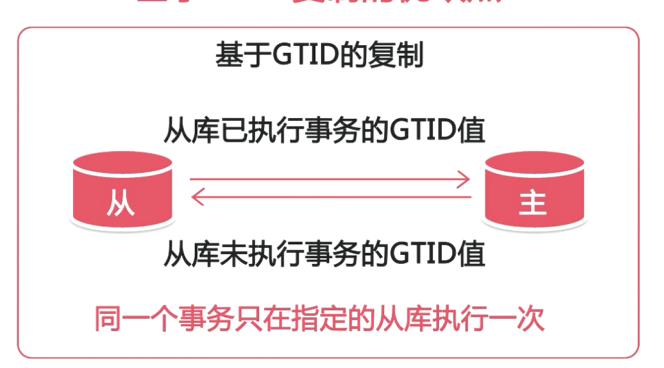 基于GTID的复制
从库已执行事务的GTID值
从
主
从库未执行事务的GTID值
同一个事务只在指定的从库执行一次